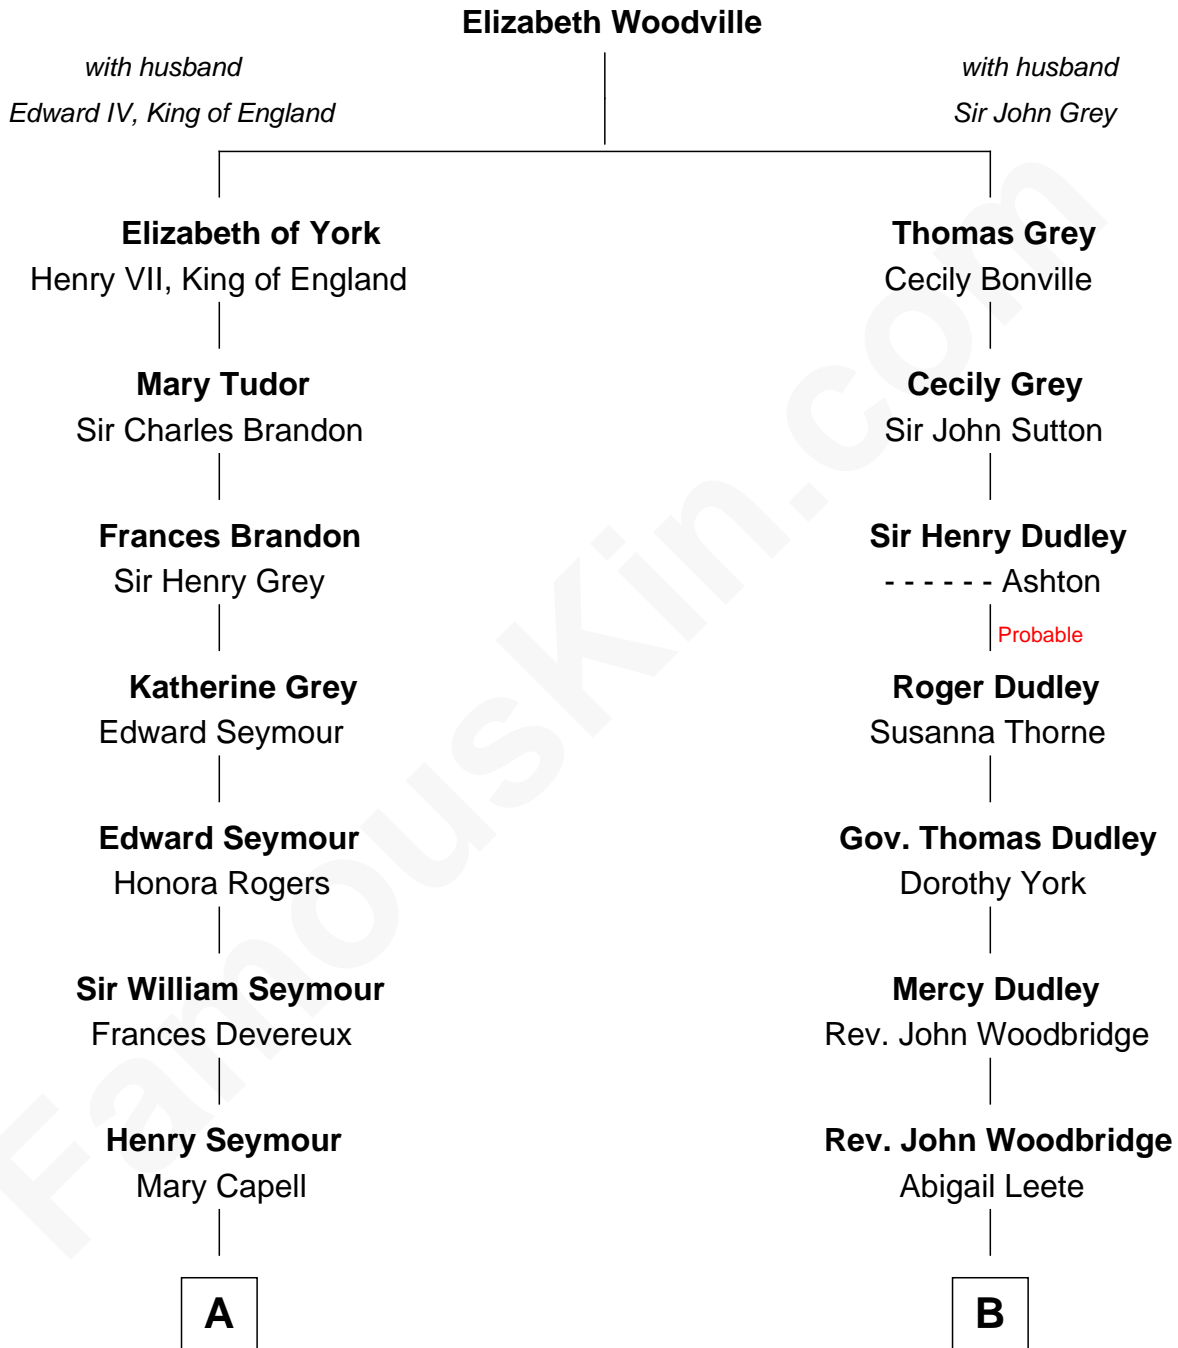 Elizabeth Woodville
with husband
Edward IV, King of England
with husband
Sir John Grey
Elizabeth of York
Henry VII, King of England
Thomas Grey
Cecily Bonville
Mary Tudor
Sir Charles Brandon
Cecily Grey
Sir John Sutton
Frances Brandon
Sir Henry Grey
Sir Henry Dudley
- - - - - - Ashton
Probable
Katherine Grey
Edward Seymour
Roger Dudley
Susanna Thorne
Edward Seymour
Honora Rogers
Gov. Thomas Dudley
Dorothy York
Sir William Seymour
Frances Devereux
Mercy Dudley
Rev. John Woodbridge
Henry Seymour
Mary Capell
Rev. John Woodbridge
Abigail Leete
A
B
FamousKin.com